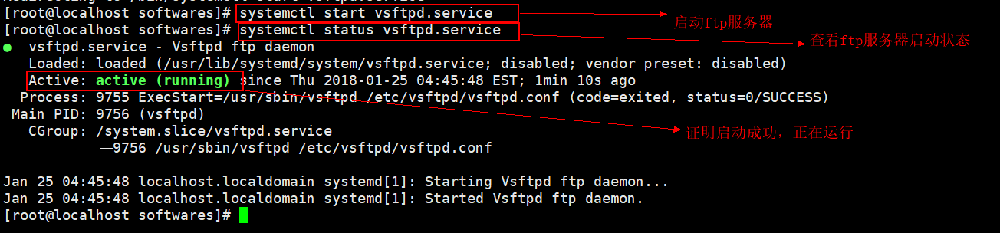 [root@localhost softwares]# systemctl start vsftpd.service
启动ftp服务器
[root@localhost softwares]# systemctl status vsftpd.service
查看ftp服务器启动状态
● vsftpd.service - Vsftpd ftp daemon
Loaded: loaded (/usr/lib/systemd/system/vsftpd.service; disabled; vendor preset: disabled)
Active: active (running) since Thu 2018-01-25 04:45:48 EST; 1min 10s ago
Process: 9755 ExecStart=/usr/sbin/vsftpd /etc/vsftpd/vsftpd.conf (code=exited, status=0/SUCCESS)
Main PID: 9756 (vsftpd)
CGroup: /system.slice/vsftpd.service
证明启动成功，正在运行
└─9756 /usr/sbin/vsftpd /etc/vsftpd/vsftpd.conf
Jan 25 04:45:48 localhost.localdomain systemd[1]: Starting Vsftpd ftp daemon...
Jan 25 04:45:48 localhost.localdomain systemd[1]: Started Vsftpd ftp daemon.
[root@localhost softwares]#